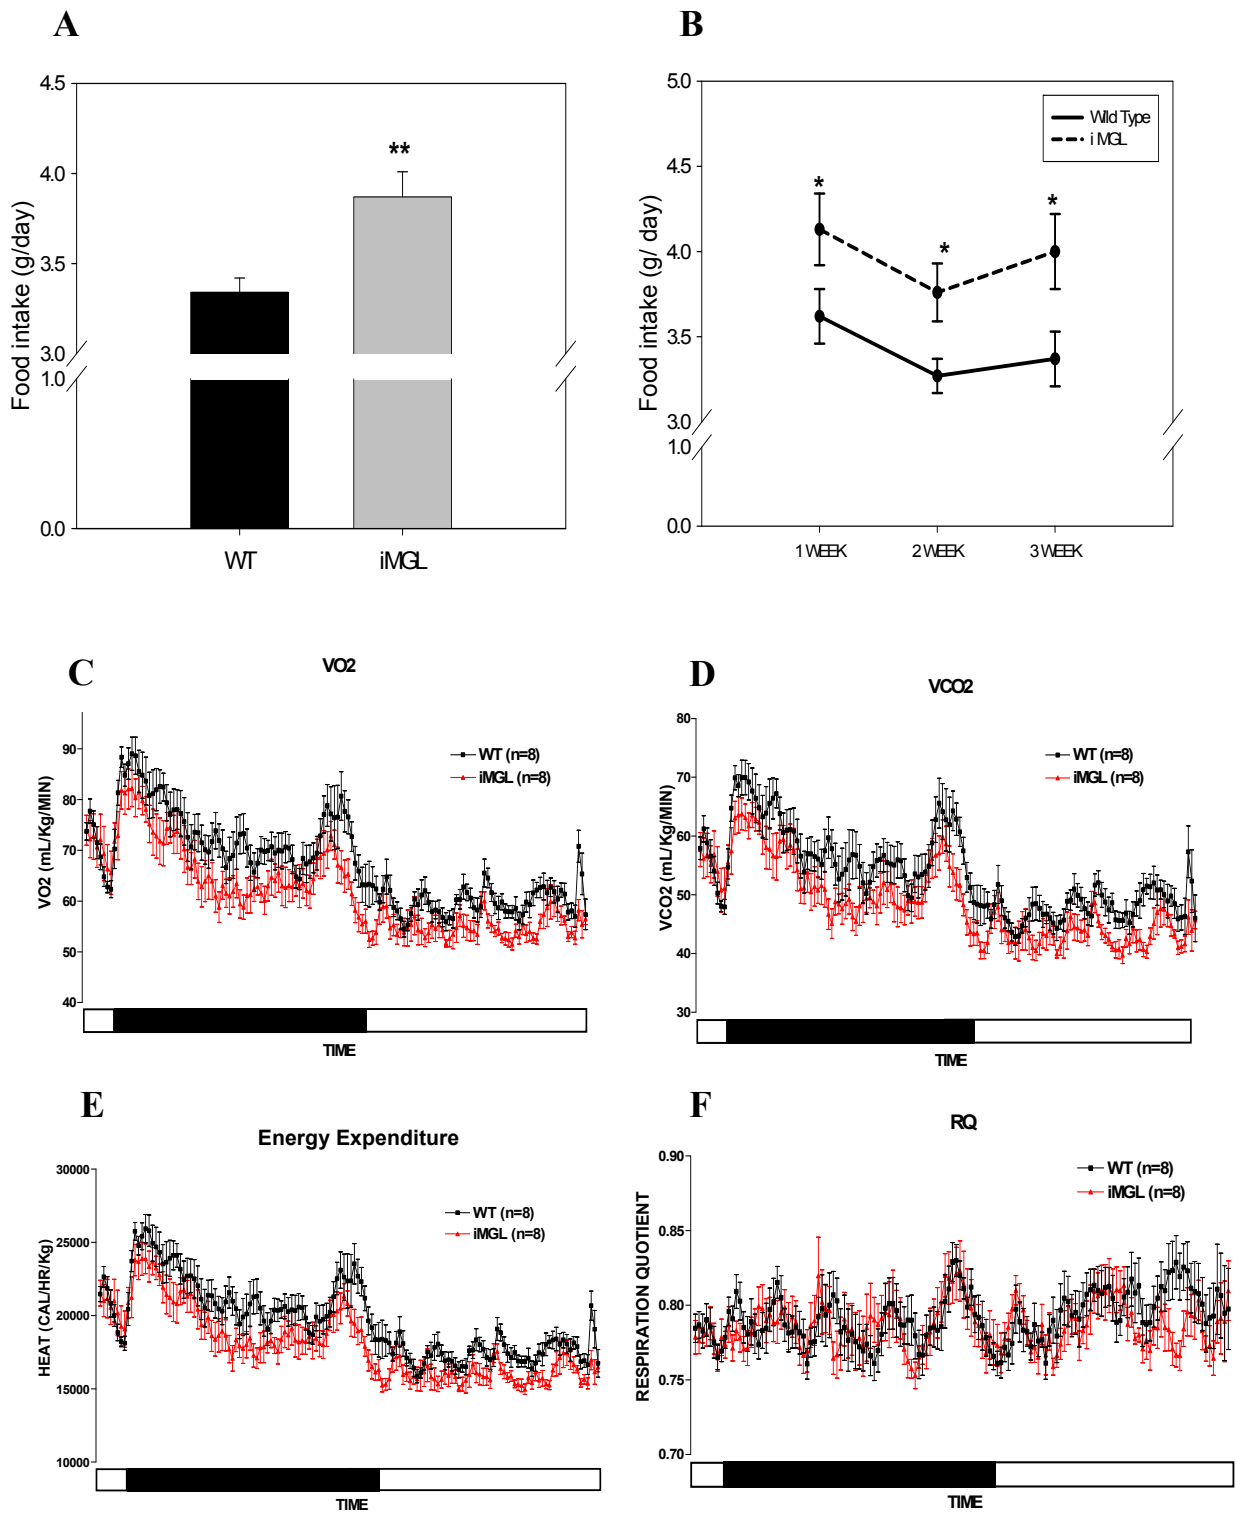 A
4.5
4.0
3.5
3.0
1.0
0.0
Food intake (g/day)
**
WT
iMGL
B
5.0
4.5
4.0
3.5
3.0
1.0
0.0
Food intake (g/ day)
Wild Type
i MGL
*
*
*
1 WEEK
2 WEEK
3 WEEK
C
VO2
90
80
70
60
50
40
VO2 (mL/Kg/MIN)
WT (n=8)
iMGL (n=8)
TIME
D
VCO2
80
70
60
50
40
30
VCO2 (mL/Kg/MIN)
WT (n=8)
iMGL (n=8)
TIME
E
Energy Expenditure
30000
25000
20000
15000
10000
HEAT (CAL/HR/Kg)
WT (n=8)
iMGL (n=8)
TIME
F
RQ
0.90
0.85
0.80
0.75
0.70
RESPIRATION QUOTIENT
WT (n=8)
iMGL (n=8)
TIME